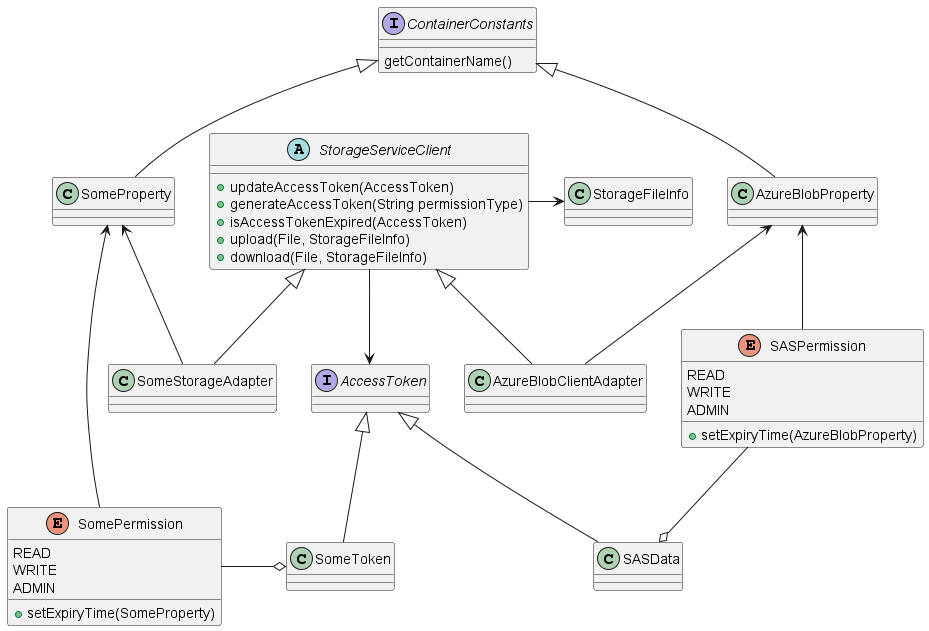 I ContainerConstants
getContainerName()
A StorageServiceClient
updateAccessToken(AccessToken)
generateAccessToken(String permissionType)
isAccessTokenExpired(AccessToken)
upload(File, StorageFileInfo)
download(File, StorageFileInfo)
C SomeProperty
C StorageFileInfo
C AzureBlobProperty
C SomeStorageAdapter
I AccessToken
C AzureBlobClientAdapter
E SASPermission
READ
WRITE
ADMIN
setExpiryTime(AzureBlobProperty)
E SomePermission
READ
WRITE
ADMIN
setExpiryTime(SomeProperty)
C SomeToken
C SASData